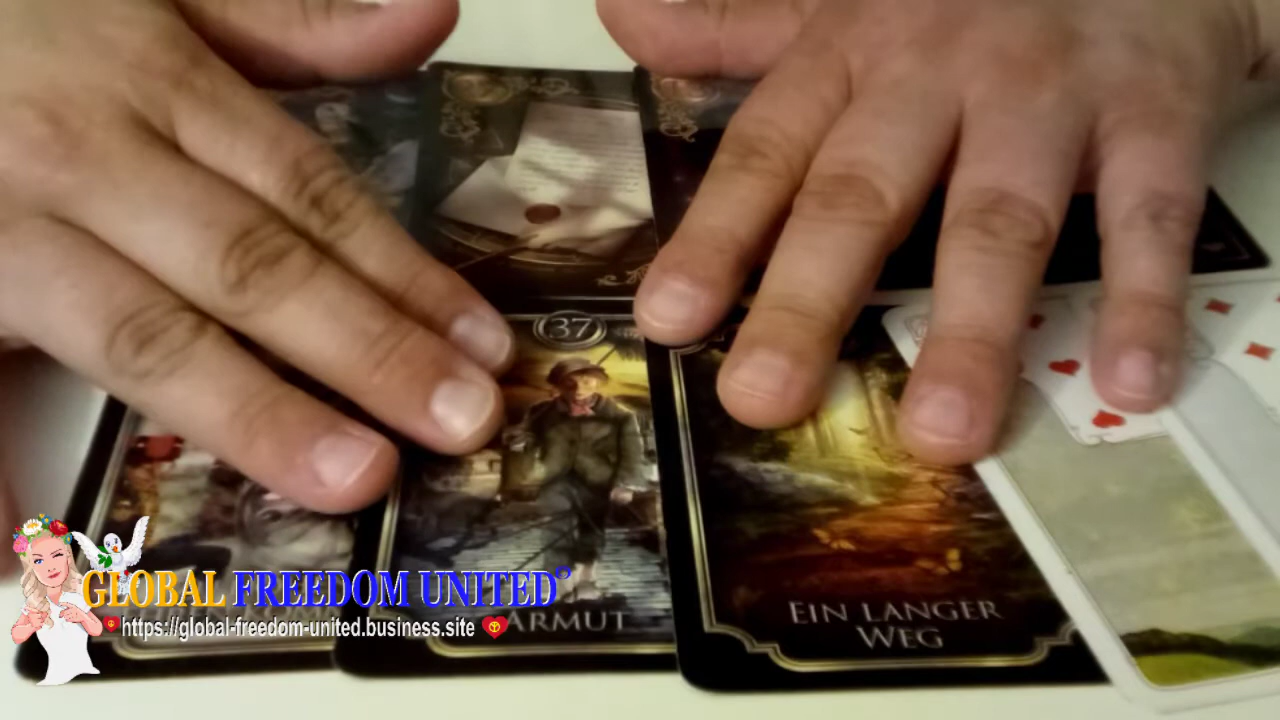 37
ARMUT
EIN LANGER
WEG
GLOBAL FREEDOM UNITED
https://global-freedom-united.business.site